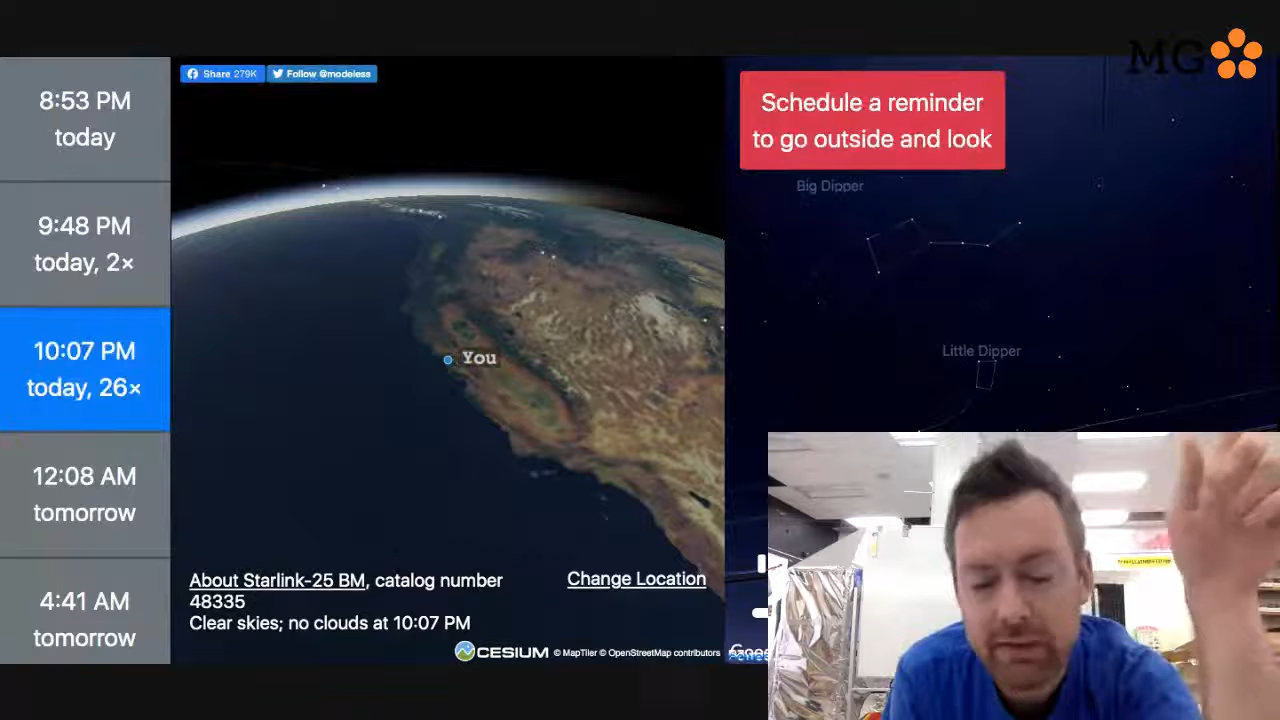 MG
8:53 PM
today
9:48 PM
today, 2×
10:07 PM
today, 26×
12:08 AM
tomorrow
4:41 AM
tomorrow
Share 279K
Follow @modeless
You
About Starlink-25 BM, catalog number
48335
Clear skies; no clouds at 10:07 PM
Change Location
CESIUM © MapTiler © OpenStreetMap contributors
Schedule a reminder
to go outside and look
Big Dipper
Little Dipper